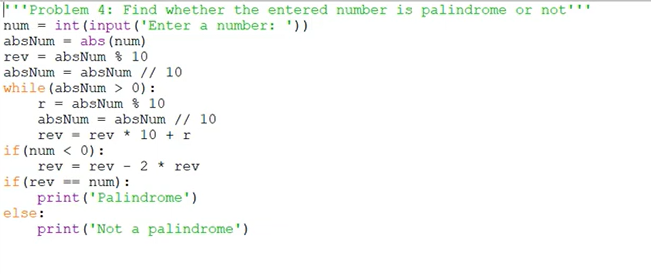 '''Problem 4: Find whether the entered number is palindrome or not'''
num = int(input('Enter a number: '))
absNum = abs(num)
rev = absNum % 10
absNum = absNum // 10
while(absNum > 0):
    r = absNum % 10
    absNum = absNum // 10
    rev = rev * 10 + r
if(num < 0):
    rev = rev - 2 * rev
if(rev == num):
    print('Palindrome')
else:
    print('Not a palindrome')